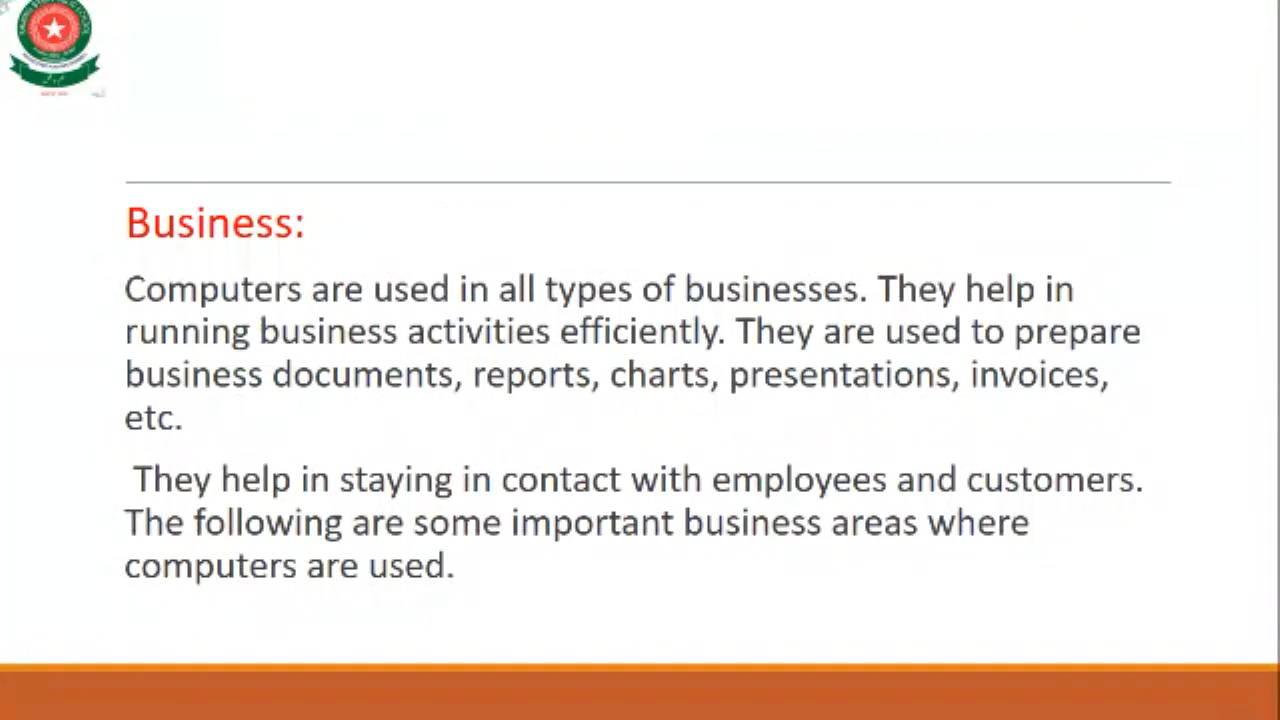 Business:
Computers are used in all types of businesses. They help in
running business activities efficiently. They are used to prepare
business documents, reports, charts, presentations, invoices,
etc.
They help in staying in contact with employees and customers.
The following are some important business areas where
computers are used.